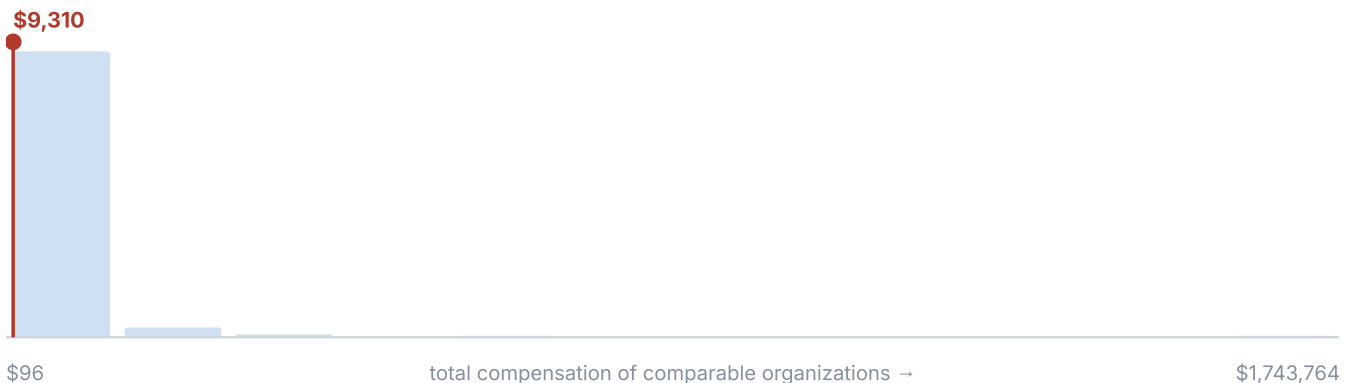 $9,310
$96 total compensation of comparable organizations → $1,743,764